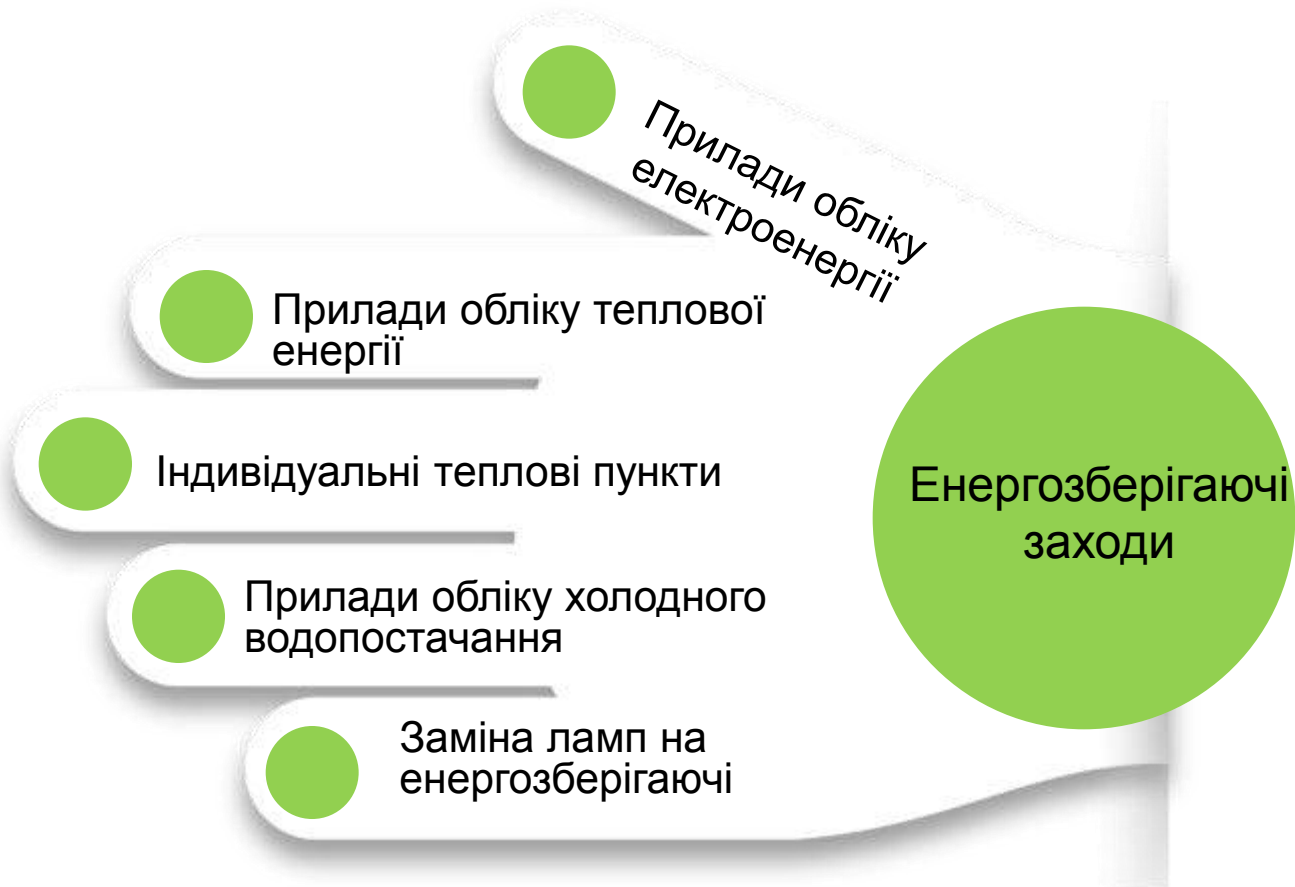 Прилади обліку
електроенергії
Прилади обліку теплової
енергії
Індивідуальні теплові пункти
Прилади обліку холодного
водопостачання
Заміна ламп на
енергозберігаючі
Енергозберігаючі
заходи